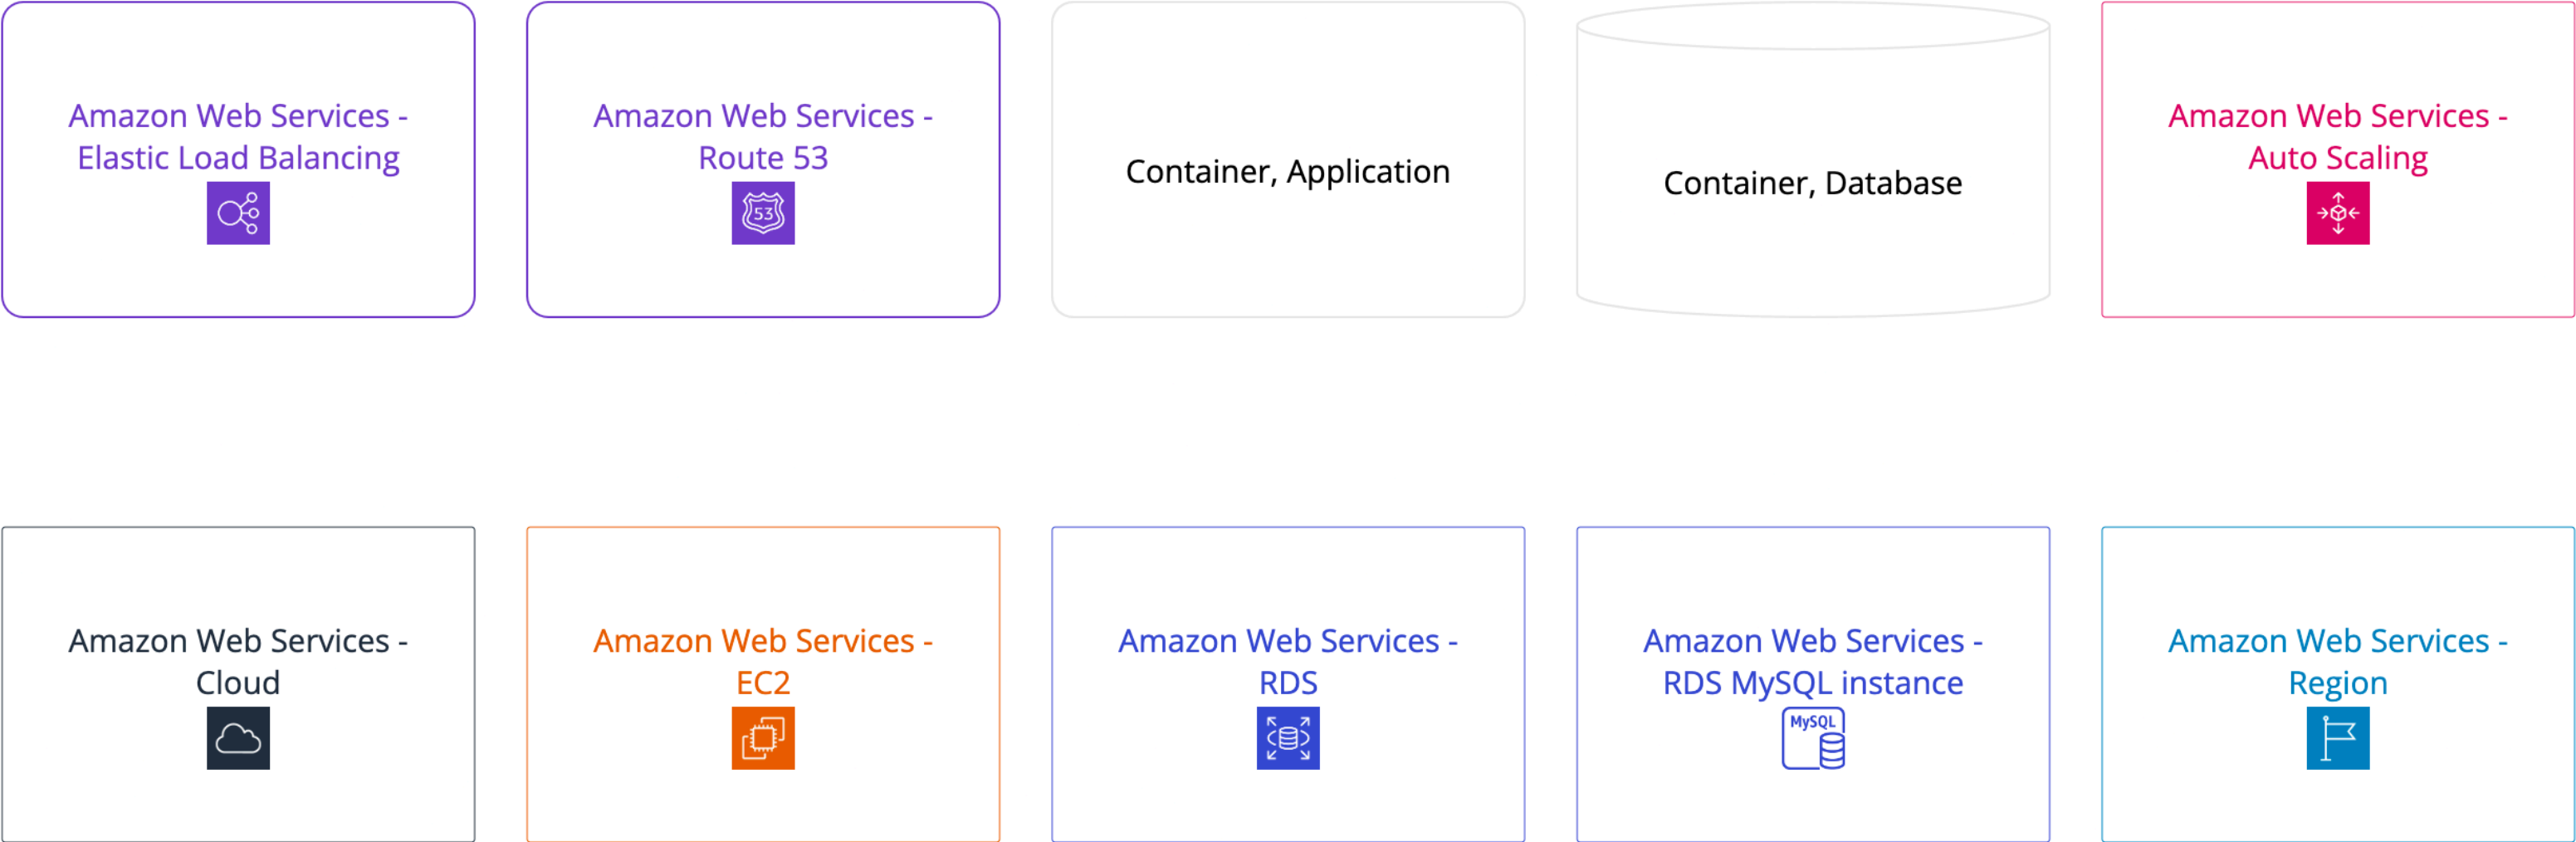 Amazon Web Services -
Elastic Load Balancing
Amazon Web Services -
Route 53
53
Container, Application
Container, Database
Amazon Web Services -
Auto Scaling
Amazon Web Services -
Cloud
Amazon Web Services -
EC2
Amazon Web Services -
RDS
Amazon Web Services -
RDS MySQL instance
MySQL
Amazon Web Services -
Region